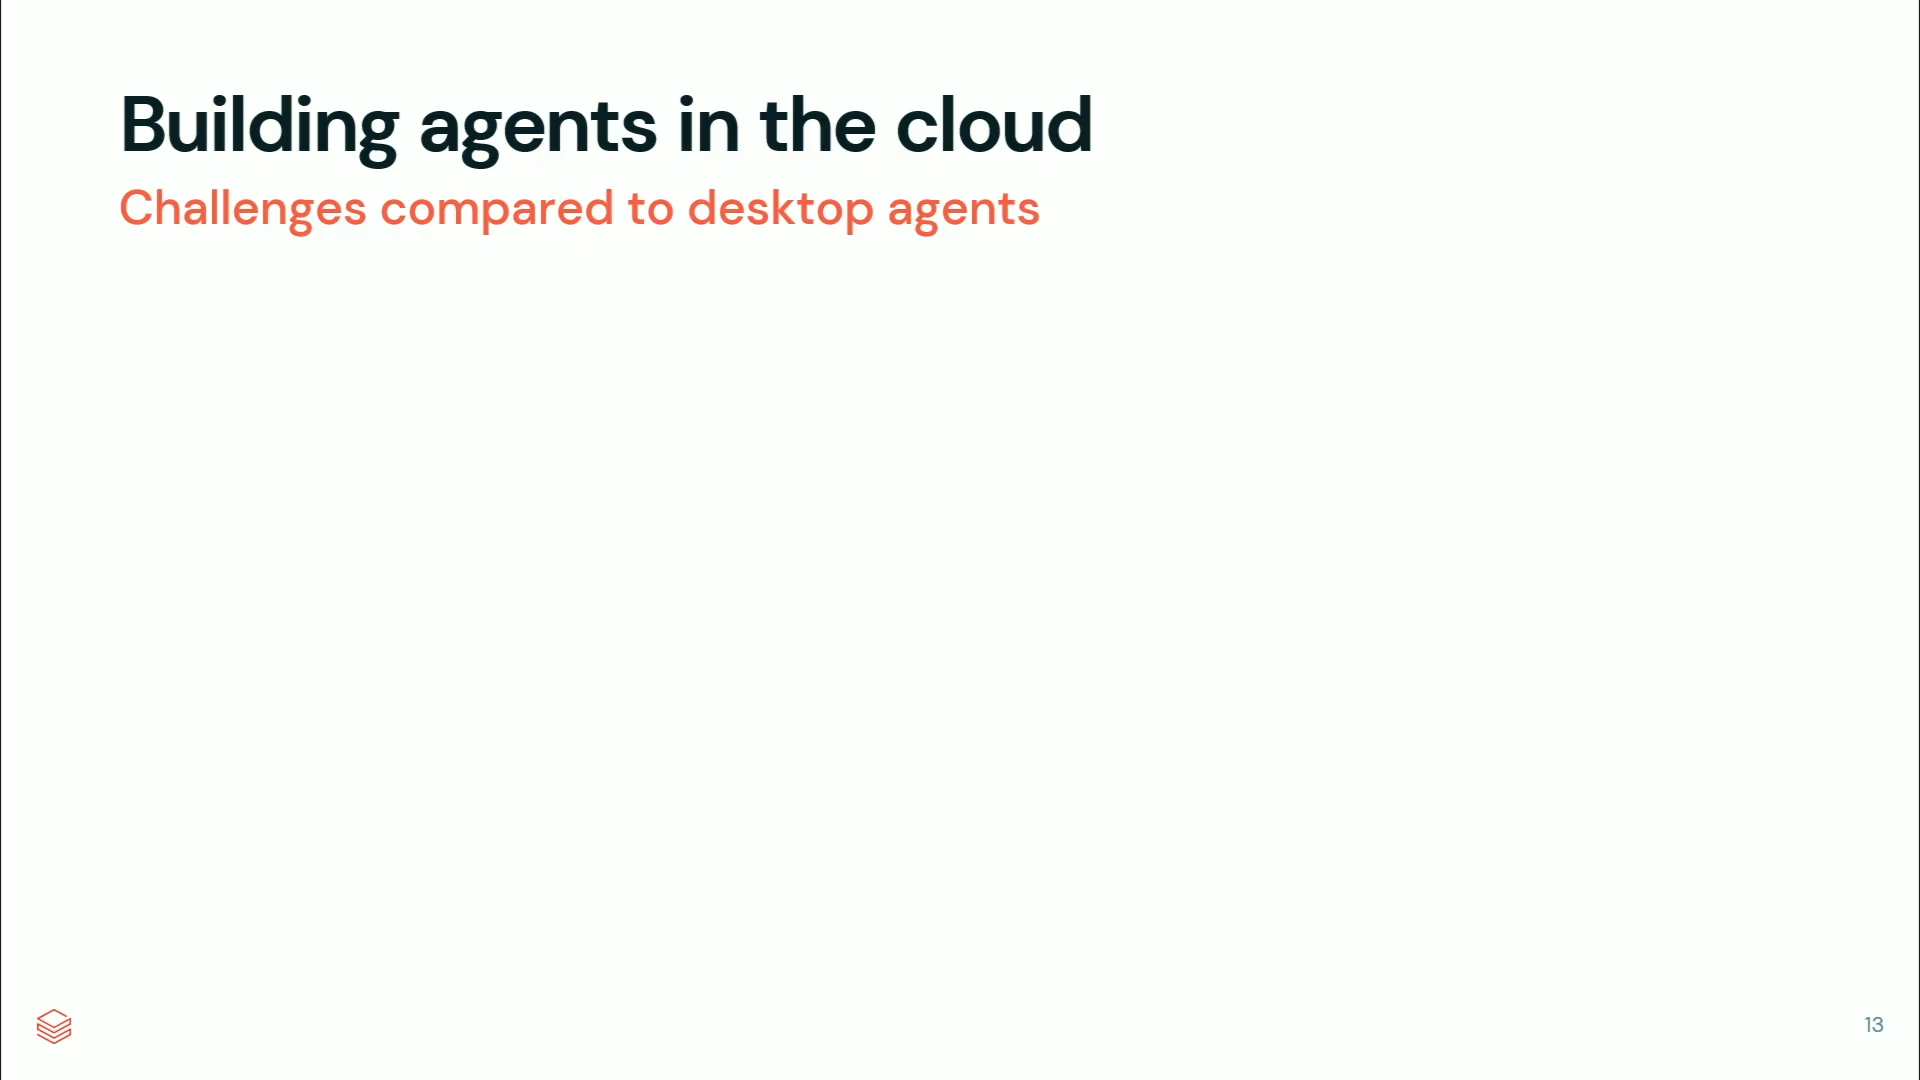 Building agents in the cloud
Challenges compared to desktop agents
13